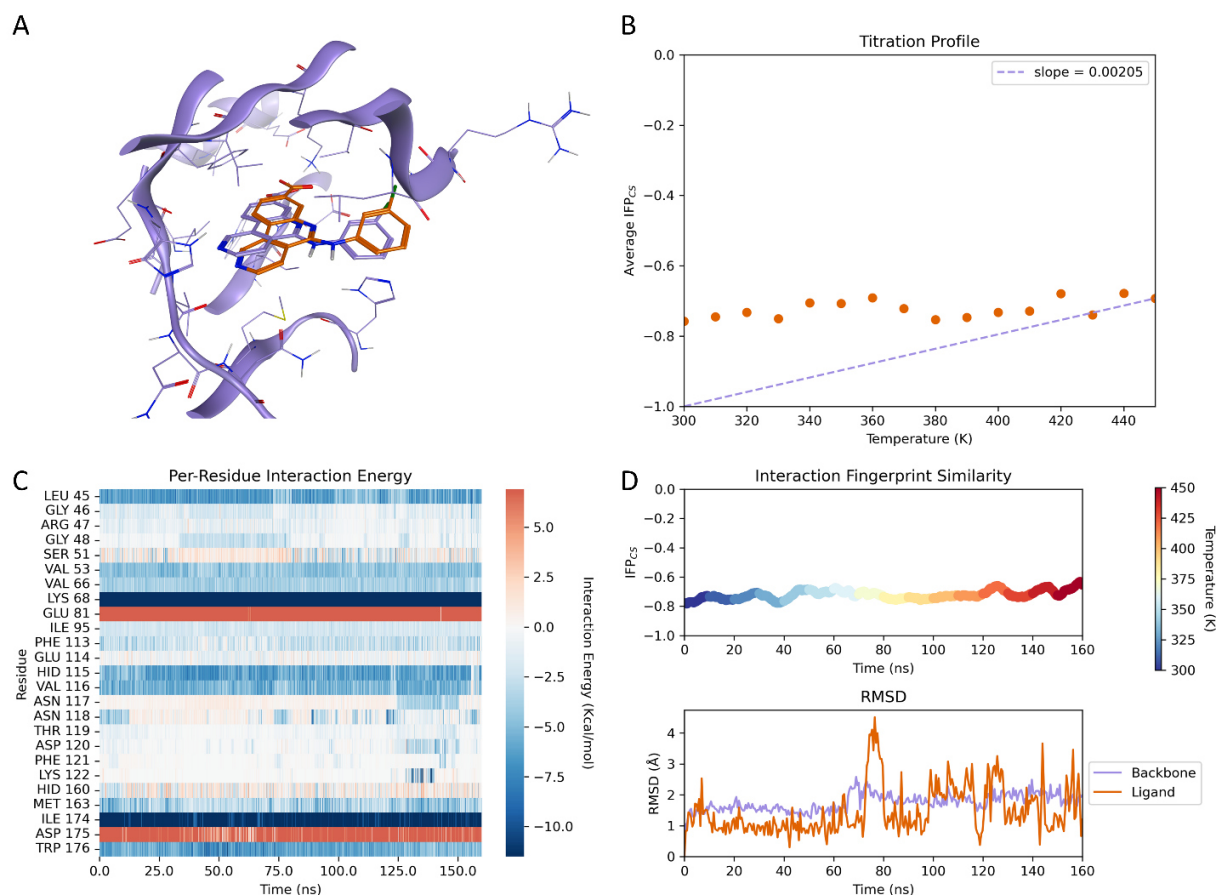 A
B
Titration Profile
slope = 0.00205
Average IFP_CS
0.0
−0.2
−0.4
−0.6
−0.8
−1.0
300 320 340 360 380 400 420 440
Temperature (K)
C
Per-Residue Interaction Energy
Residue
LEU 45
GLY 46
ARG 47
GLY 48
SER 51
VAL 53
VAL 66
LYS 68
GLU 81
ILE 95
PHE 113
GLU 114
HID 115
VAL 116
ASN 117
ASN 118
THR 119
ASP 120
PHE 121
LYS 122
HID 160
MET 163
ILE 174
ASP 175
TRP 176
0.0 25.0 50.0 75.0 100.0 125.0 150.0
Time (ns)
5.0
2.5
0.0
−2.5
−5.0
−7.5
−10.0
Interaction Energy (Kcal/mol)
D
Interaction Fingerprint Similarity
IFP_CS
0.0
−0.2
−0.4
−0.6
−0.8
−1.0
0 20 40 60 80 100 120 140 160
Time (ns)
450
425
400
375
350
325
300
Temperature (K)
RMSD
RMSD (Å)
4
3
2
1
0
0 20 40 60 80 100 120 140 160
Time (ns)
Backbone
Ligand